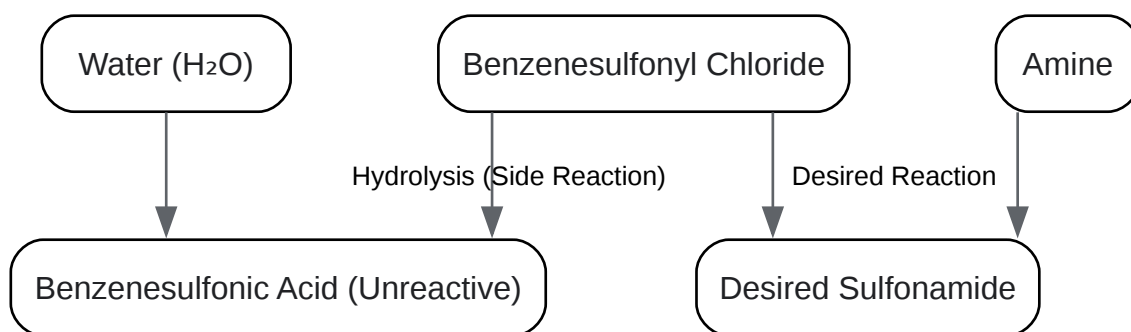 Water (H₂O)
Benzenesulfonyl Chloride
Amine
Hydrolysis (Side Reaction)
Desired Reaction
Benzenesulfonic Acid (Unreactive)
Desired Sulfonamide